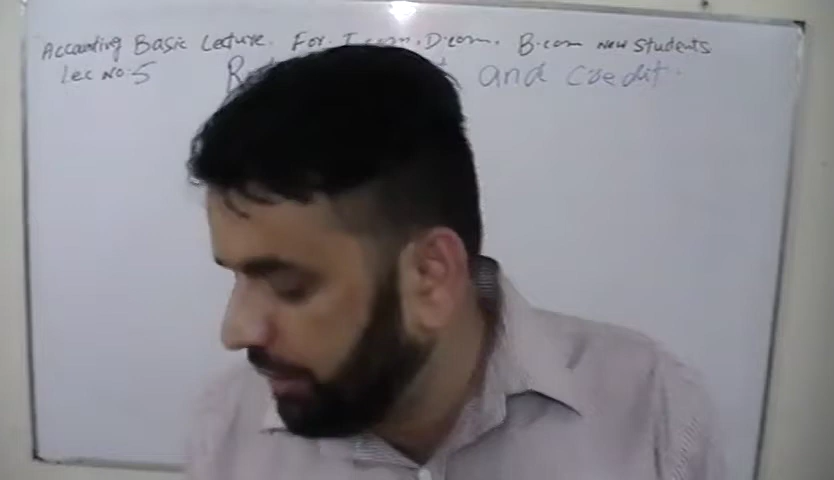 Accounting Basic Lecture. For I.com, D.com. B.com New Students
Lec No:5 and credit.